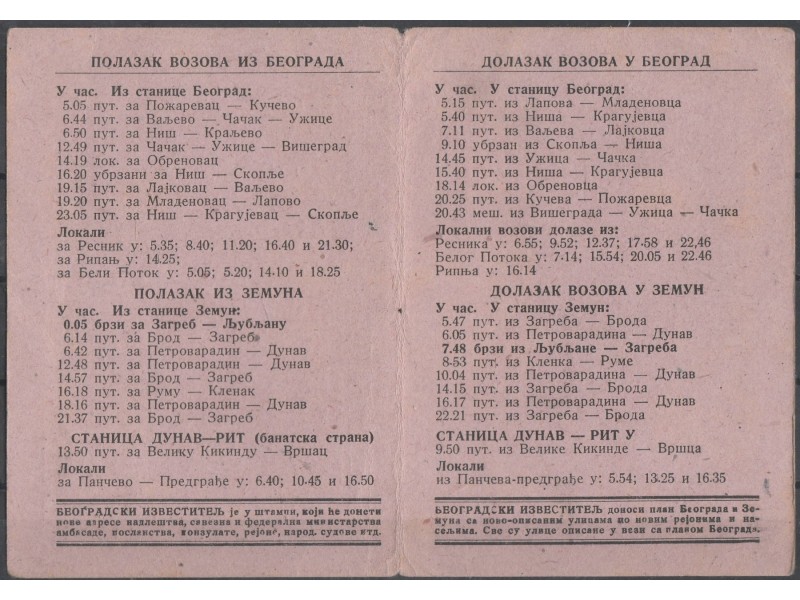 ПОЛАЗАК ВОЗОВА ИЗ БЕОГРАДА
У час. Из станице Београд:
5.05 пут. за Пожаревац — Кучево
6.44 пут. за Ваљево — Чачак — Ужице
6.50 пут. за Ниш — Краљево
12.49 пут. за Чачак — Ужице — Вишеград
14.19 лок. за Обреновац
16.20 убрзани за Ниш — Скопље
19.15 пут. за Лајковац — Ваљево
19.20 пут. за Младеновац — Лапово
23.05 пут. за Ниш — Крагујевац — Скопље
Локали
за Ресник у: 5.35; 8.40; 11.20; 16.40 и 21.30;
за Рипањ у: 14.25;
за Бели Поток у: 5.05; 5.20; 14.10 и 18.25
ПОЛАЗАК ИЗ ЗЕМУНА
У час. Из станице Земун:
0.05 брзи за Загреб — Љубљану
6.14 пут. за Брод — Загреб
6.42 пут. за Петроварадин — Дунав
12.48 пут. за Петроварадин — Дунав
14.57 пут. за Брод — Загреб
16.18 пут. за Руму — Кленак
18.16 пут. за Петроварадин — Дунав
21.37 пут. за Брод — Загреб
СТАНИЦА ДУНАВ—РИТ (банатска страна)
13.50 пут. за Велику Кикинду — Вршац
Локали
за Панчево — Предграђе у: 6.40; 10.45 и 16.50
БЕОГРАДСКИ ИЗВЕСТИТЕЉ је у штампи, који ће донети
нове адресе надлештва, савезна и федерална министарства
амбасаде, посланства, конзулате, рејоне, народ. судове итд.
ДОЛАЗАК ВОЗОВА У БЕОГРАД
У час. У станицу Београд:
5.15 пут. из Лапова — Младеновца
5.40 пут. из Ниша — Крагујевца
7.11 пут. из Ваљева — Лајковца
9.10 убрзан из Скопља — Ниша
14.45 пут. из Ужица — Чачка
15.40 пут. из Ниша — Крагујевца
18.14 лок. из Обреновца
20.25 пут. из Кучева — Пожаревца
20.43 меш. из Вишеграда — Ужица — Чачка
Локални возови долазе из:
Ресника у: 6.55; 9.52; 12.37; 17.58 и 22,46
Белог Потока у: 7.14; 15.54; 20.05 и 22.46
Рипња у: 16.14
ДОЛАЗАК ВОЗОВА У ЗЕМУН
У час. У станицу Земун:
5.47 пут. из Загреба — Брода
6.05 пут. из Петроварадина — Дунав
7.48 брзи из Љубљане — Загреба
8.53 пут. из Кленка — Руме
10.04 пут. из Петроварадина — Дунав
14.15 пут. из Загреба — Брода
16.17 пут. из Петроварадина — Дунав
22.21 пут. из Загреба — Брода
СТАНИЦА ДУНАВ — РИТ У
9.50 пут. из Велике Кикинде — Вршца
Локали
из Панчева-предграђе у: 5.54; 13.25 и 16.35
БЕОГРАДСКИ ИЗВЕСТИТЕЉ доноси план Београда и Зе-
муна са ново-описаним улицама по новим рејонима и на-
сељима. Све су улице описане у вези са планом Београда.